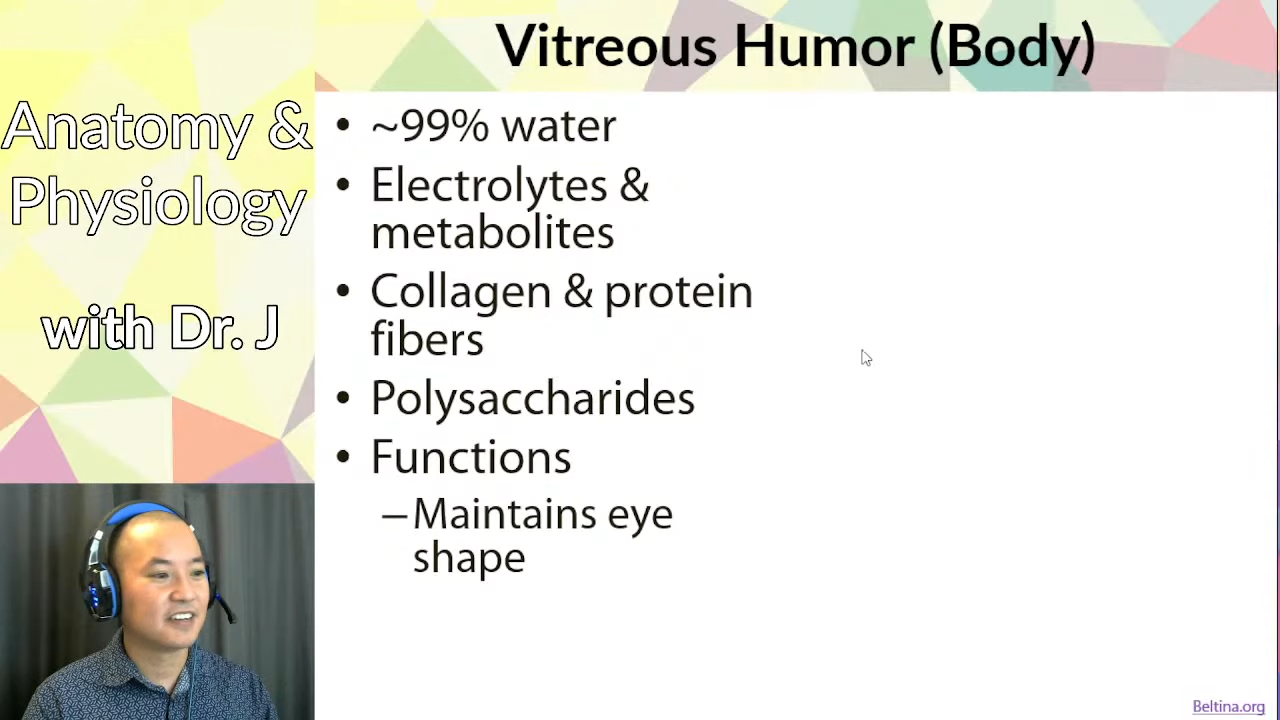 Vitreous Humor (Body)
Anatomy &
Physiology
with Dr. J
• ~99% water
• Electrolytes &
metabolites
• Collagen & protein
fibers
• Polysaccharides
• Functions
– Maintains eye
shape
Beltina.org